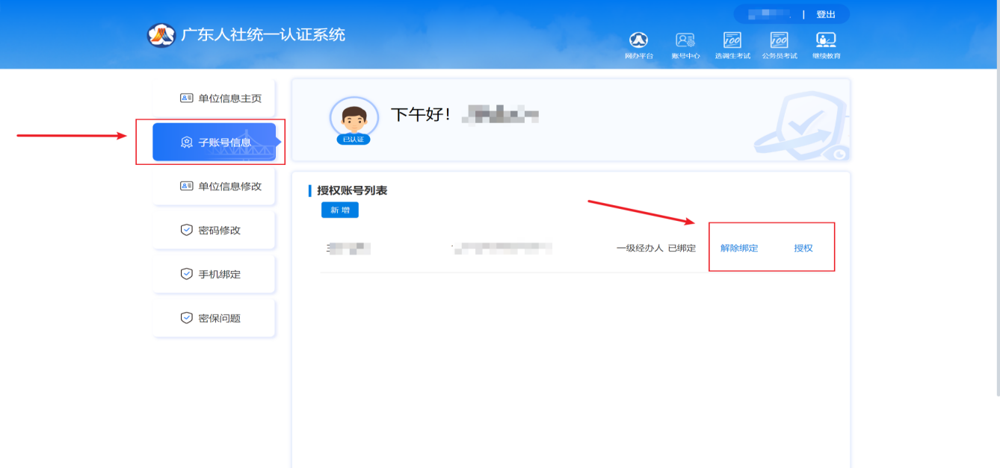 登出
广东人社统一认证系统
网办平台
账号中心
选调生考试
公务员考试
继续教育
单位信息主页
子账号信息
单位信息修改
密码修改
手机绑定
密保问题
下午好!
已认证
授权账号列表
新 增
一级经办人 已绑定 解除绑定 授权